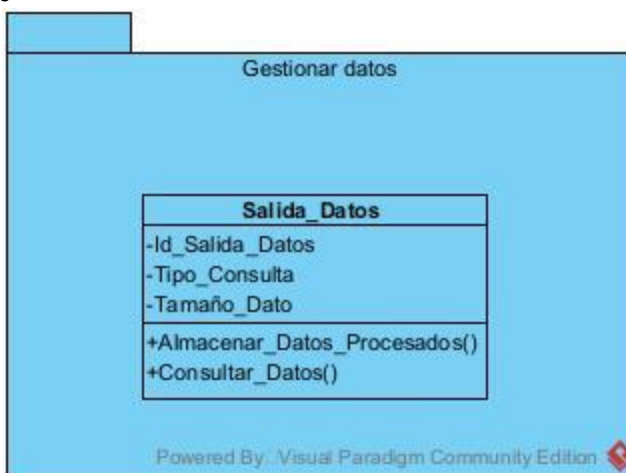 Gestionar datos
Salida_Datos
-Id_Salida_Datos
-Tipo_Consulta
-Tamaño_Dato
+Almacenar_Datos_Procesados()
+Consultar_Datos()
Powered By: Visual Paradigm Community Edition